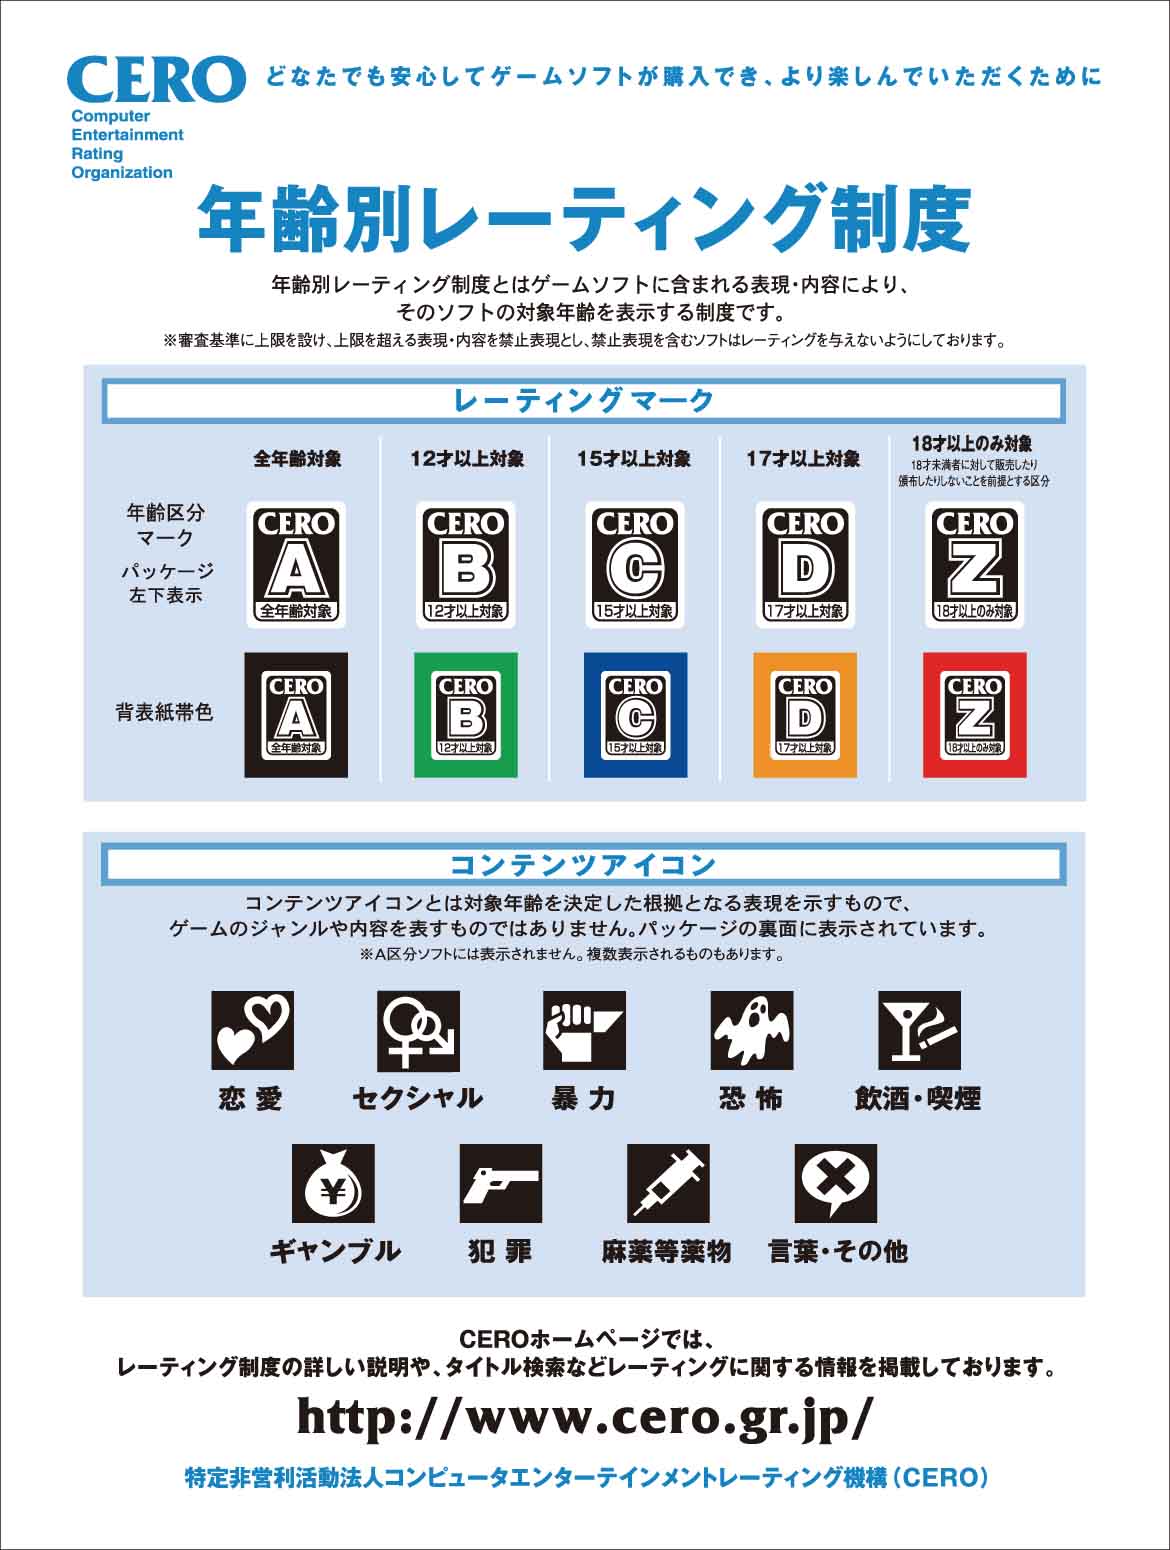 CERO どなたでも安心してゲームソフトが購入でき、より楽しんでいただくために
Computer
Entertainment
Rating
Organization
年齢別レーティング制度
年齢別レーティング制度とはゲームソフトに含まれる表現・内容により、
そのソフトの対象年齢を表示する制度です。
※審査基準に上限を設け、上限を超える表現・内容を禁止表現とし、禁止表現を含むソフトはレーティングを与えないようにしております。
レーティングマーク
全年齢対象 12才以上対象 15才以上対象 17才以上対象 18才以上のみ対象
18才未満者に対して販売したり
頒布したりしないことを前提とする区分
年齢区分
マーク
パッケージ
左下表示
CERO CERO CERO CERO CERO
A B C D Z
全年齢対象 12才以上対象 15才以上対象 17才以上対象 18才以上のみ対象
背表紙帯色
CERO CERO CERO CERO CERO
A B C D Z
全年齢対象 12才以上対象 15才以上対象 17才以上対象 18才以上のみ対象
コンテンツアイコン
コンテンツアイコンとは対象年齢を決定した根拠となる表現を示すもので、
ゲームのジャンルや内容を表すものではありません。パッケージの裏面に表示されています。
※A区分ソフトには表示されません。複数表示されるものもあります。
恋愛 セクシャル 暴力 恐怖 飲酒・喫煙
¥
ギャンブル 犯罪 麻薬等薬物 言葉・その他
CEROホームページでは、
レーティング制度の詳しい説明や、タイトル検索などレーティングに関する情報を掲載しております。
http://www.cero.gr.jp/
特定非営利活動法人コンピュータエンターテインメントレーティング機構（CERO）